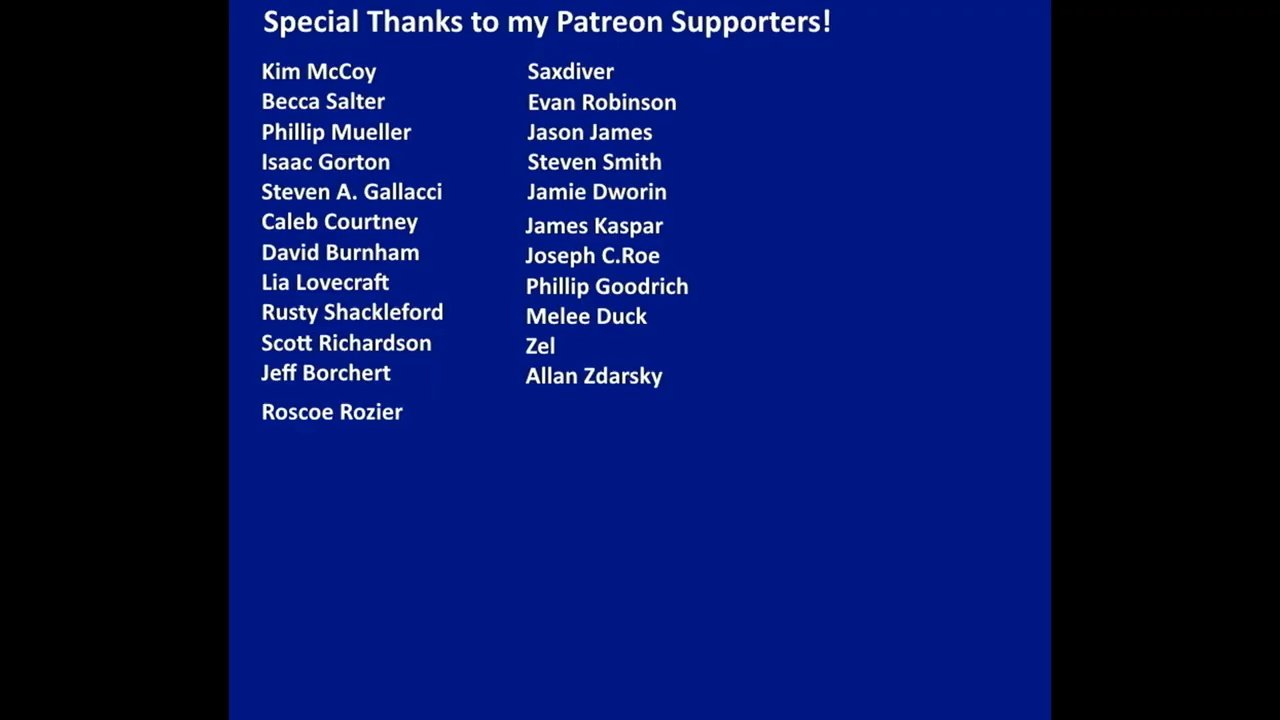 Special Thanks to my Patreon Supporters!
Kim McCoy
Becca Salter
Phillip Mueller
Isaac Gorton
Steven A. Gallacci
Caleb Courtney
David Burnham
Lia Lovecraft
Rusty Shackleford
Scott Richardson
Jeff Borchert
Roscoe Rozier
Saxdiver
Evan Robinson
Jason James
Steven Smith
Jamie Dworin
James Kaspar
Joseph C.Roe
Phillip Goodrich
Melee Duck
Zel
Allan Zdarsky